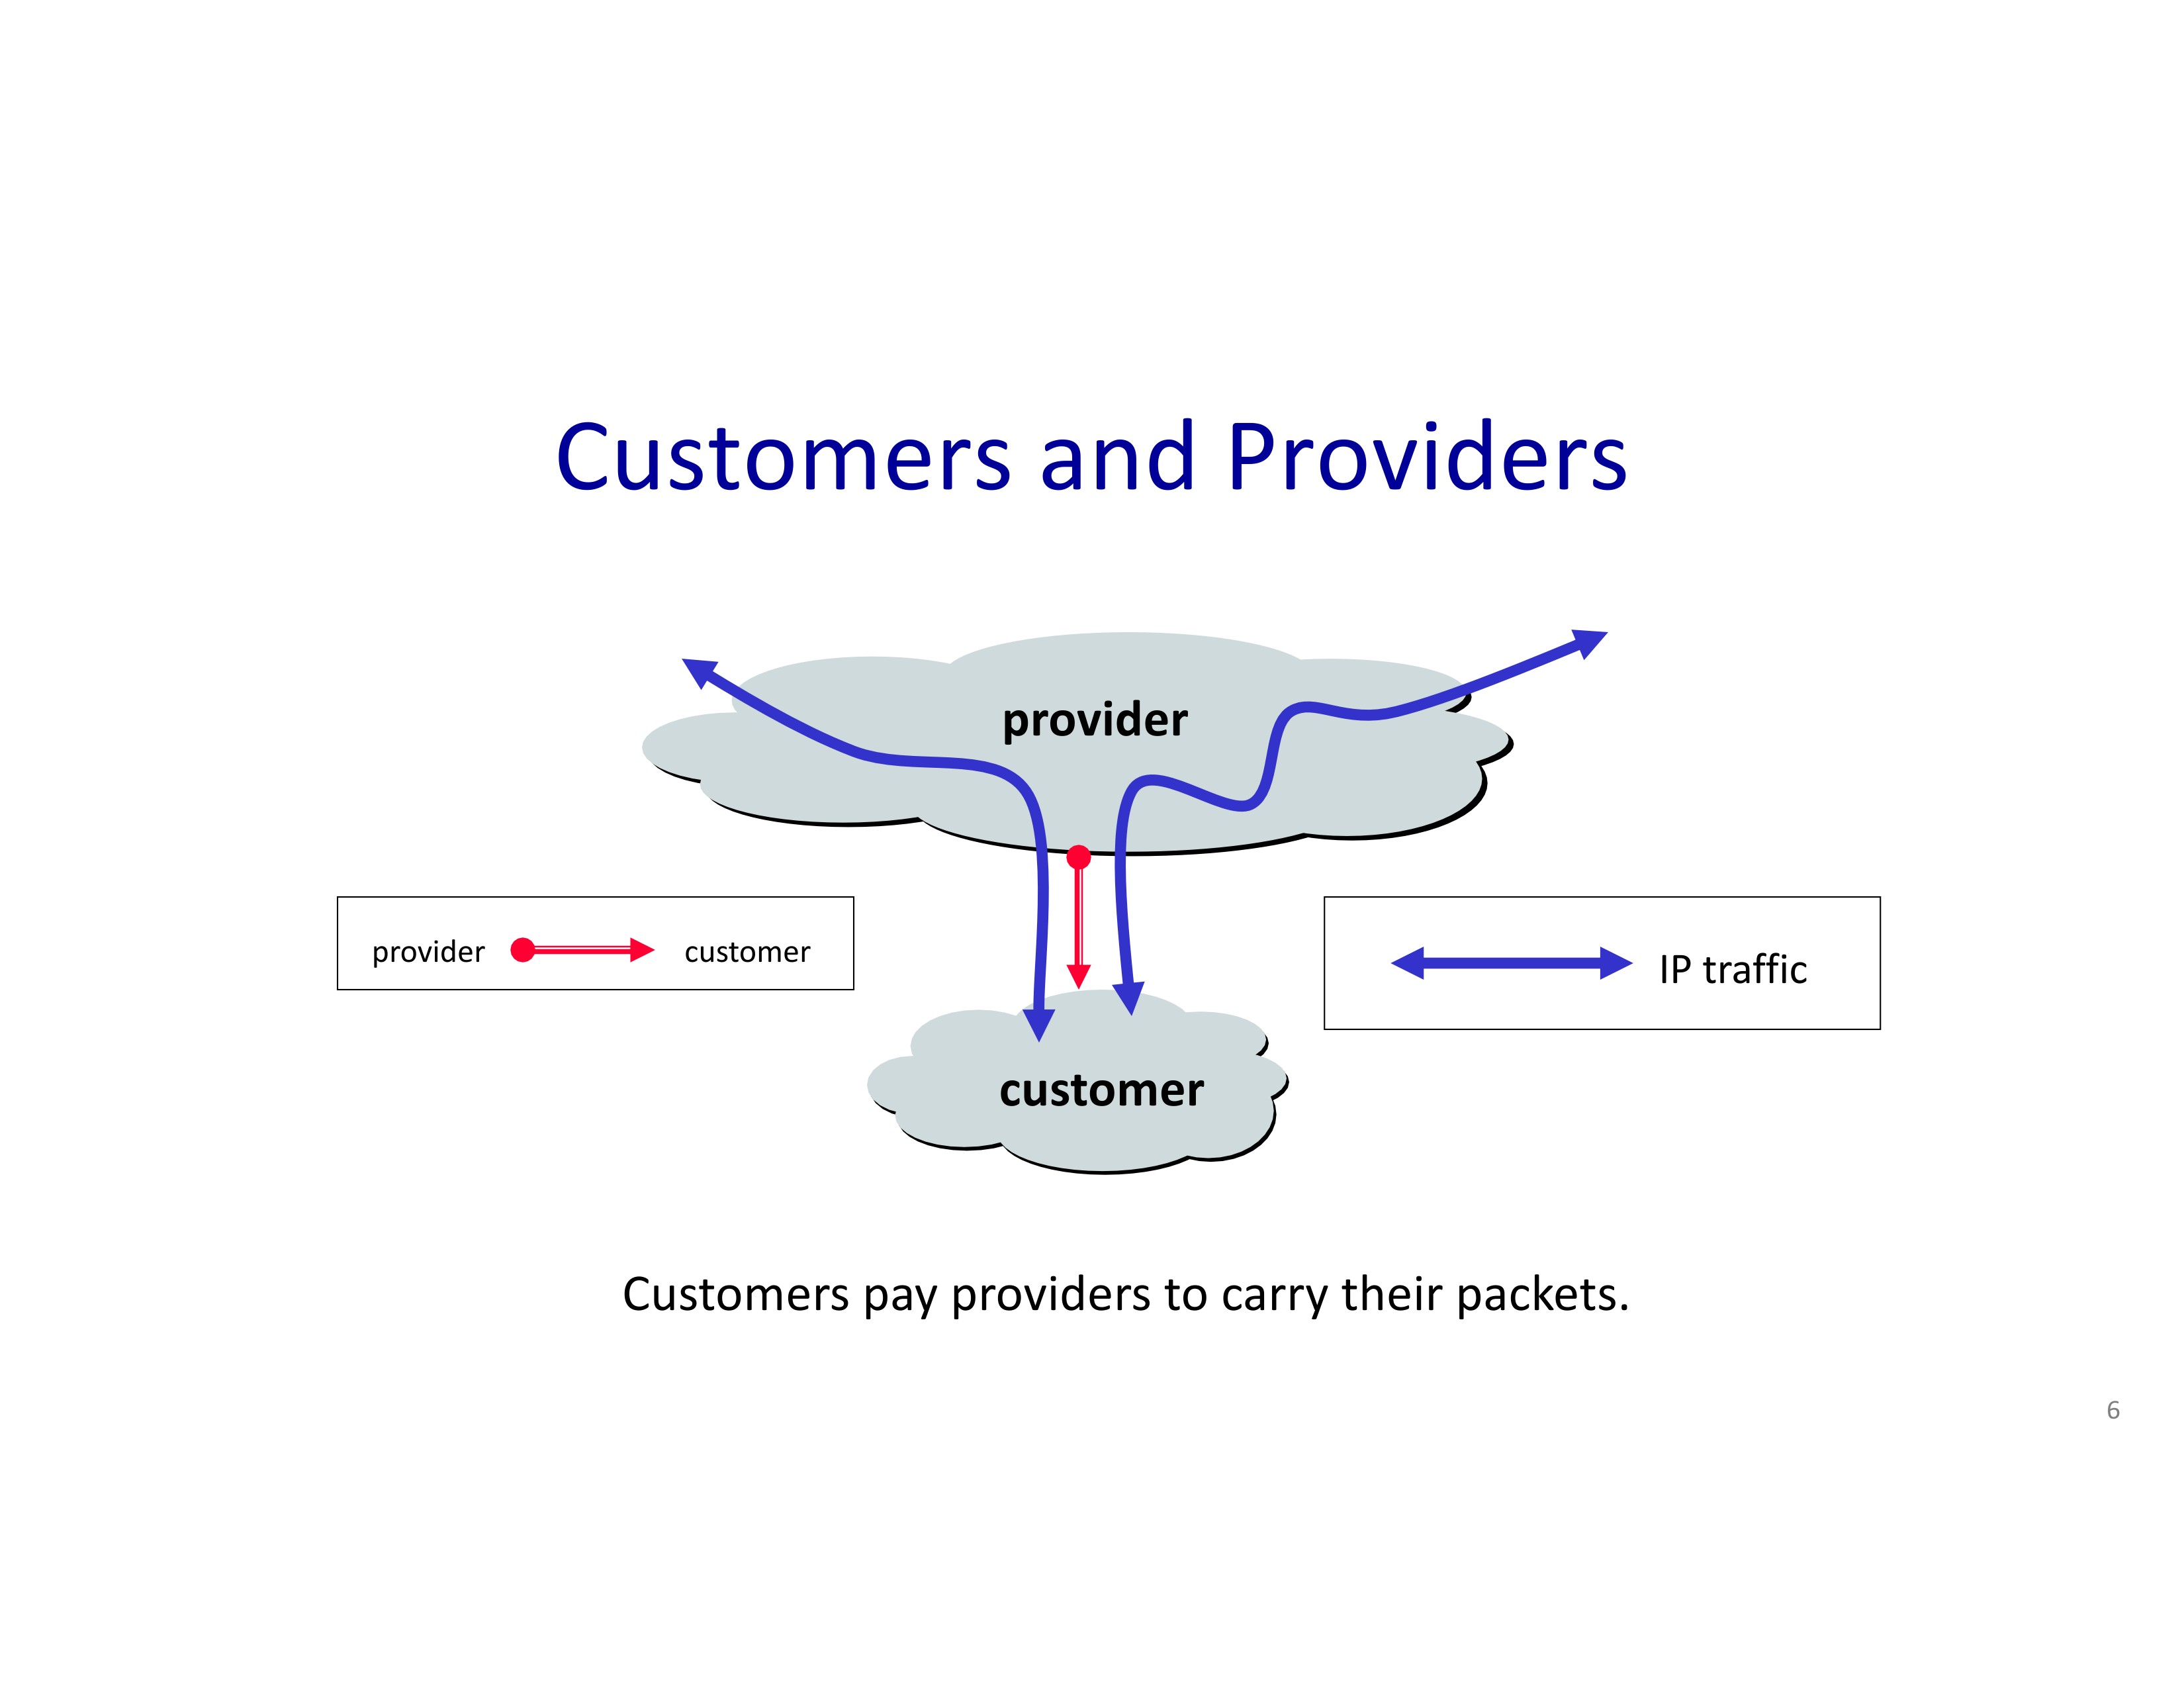 Customers and Providers
provider
provider
customer
IP traffic
customer
Customers pay providers to carry their packets.
6